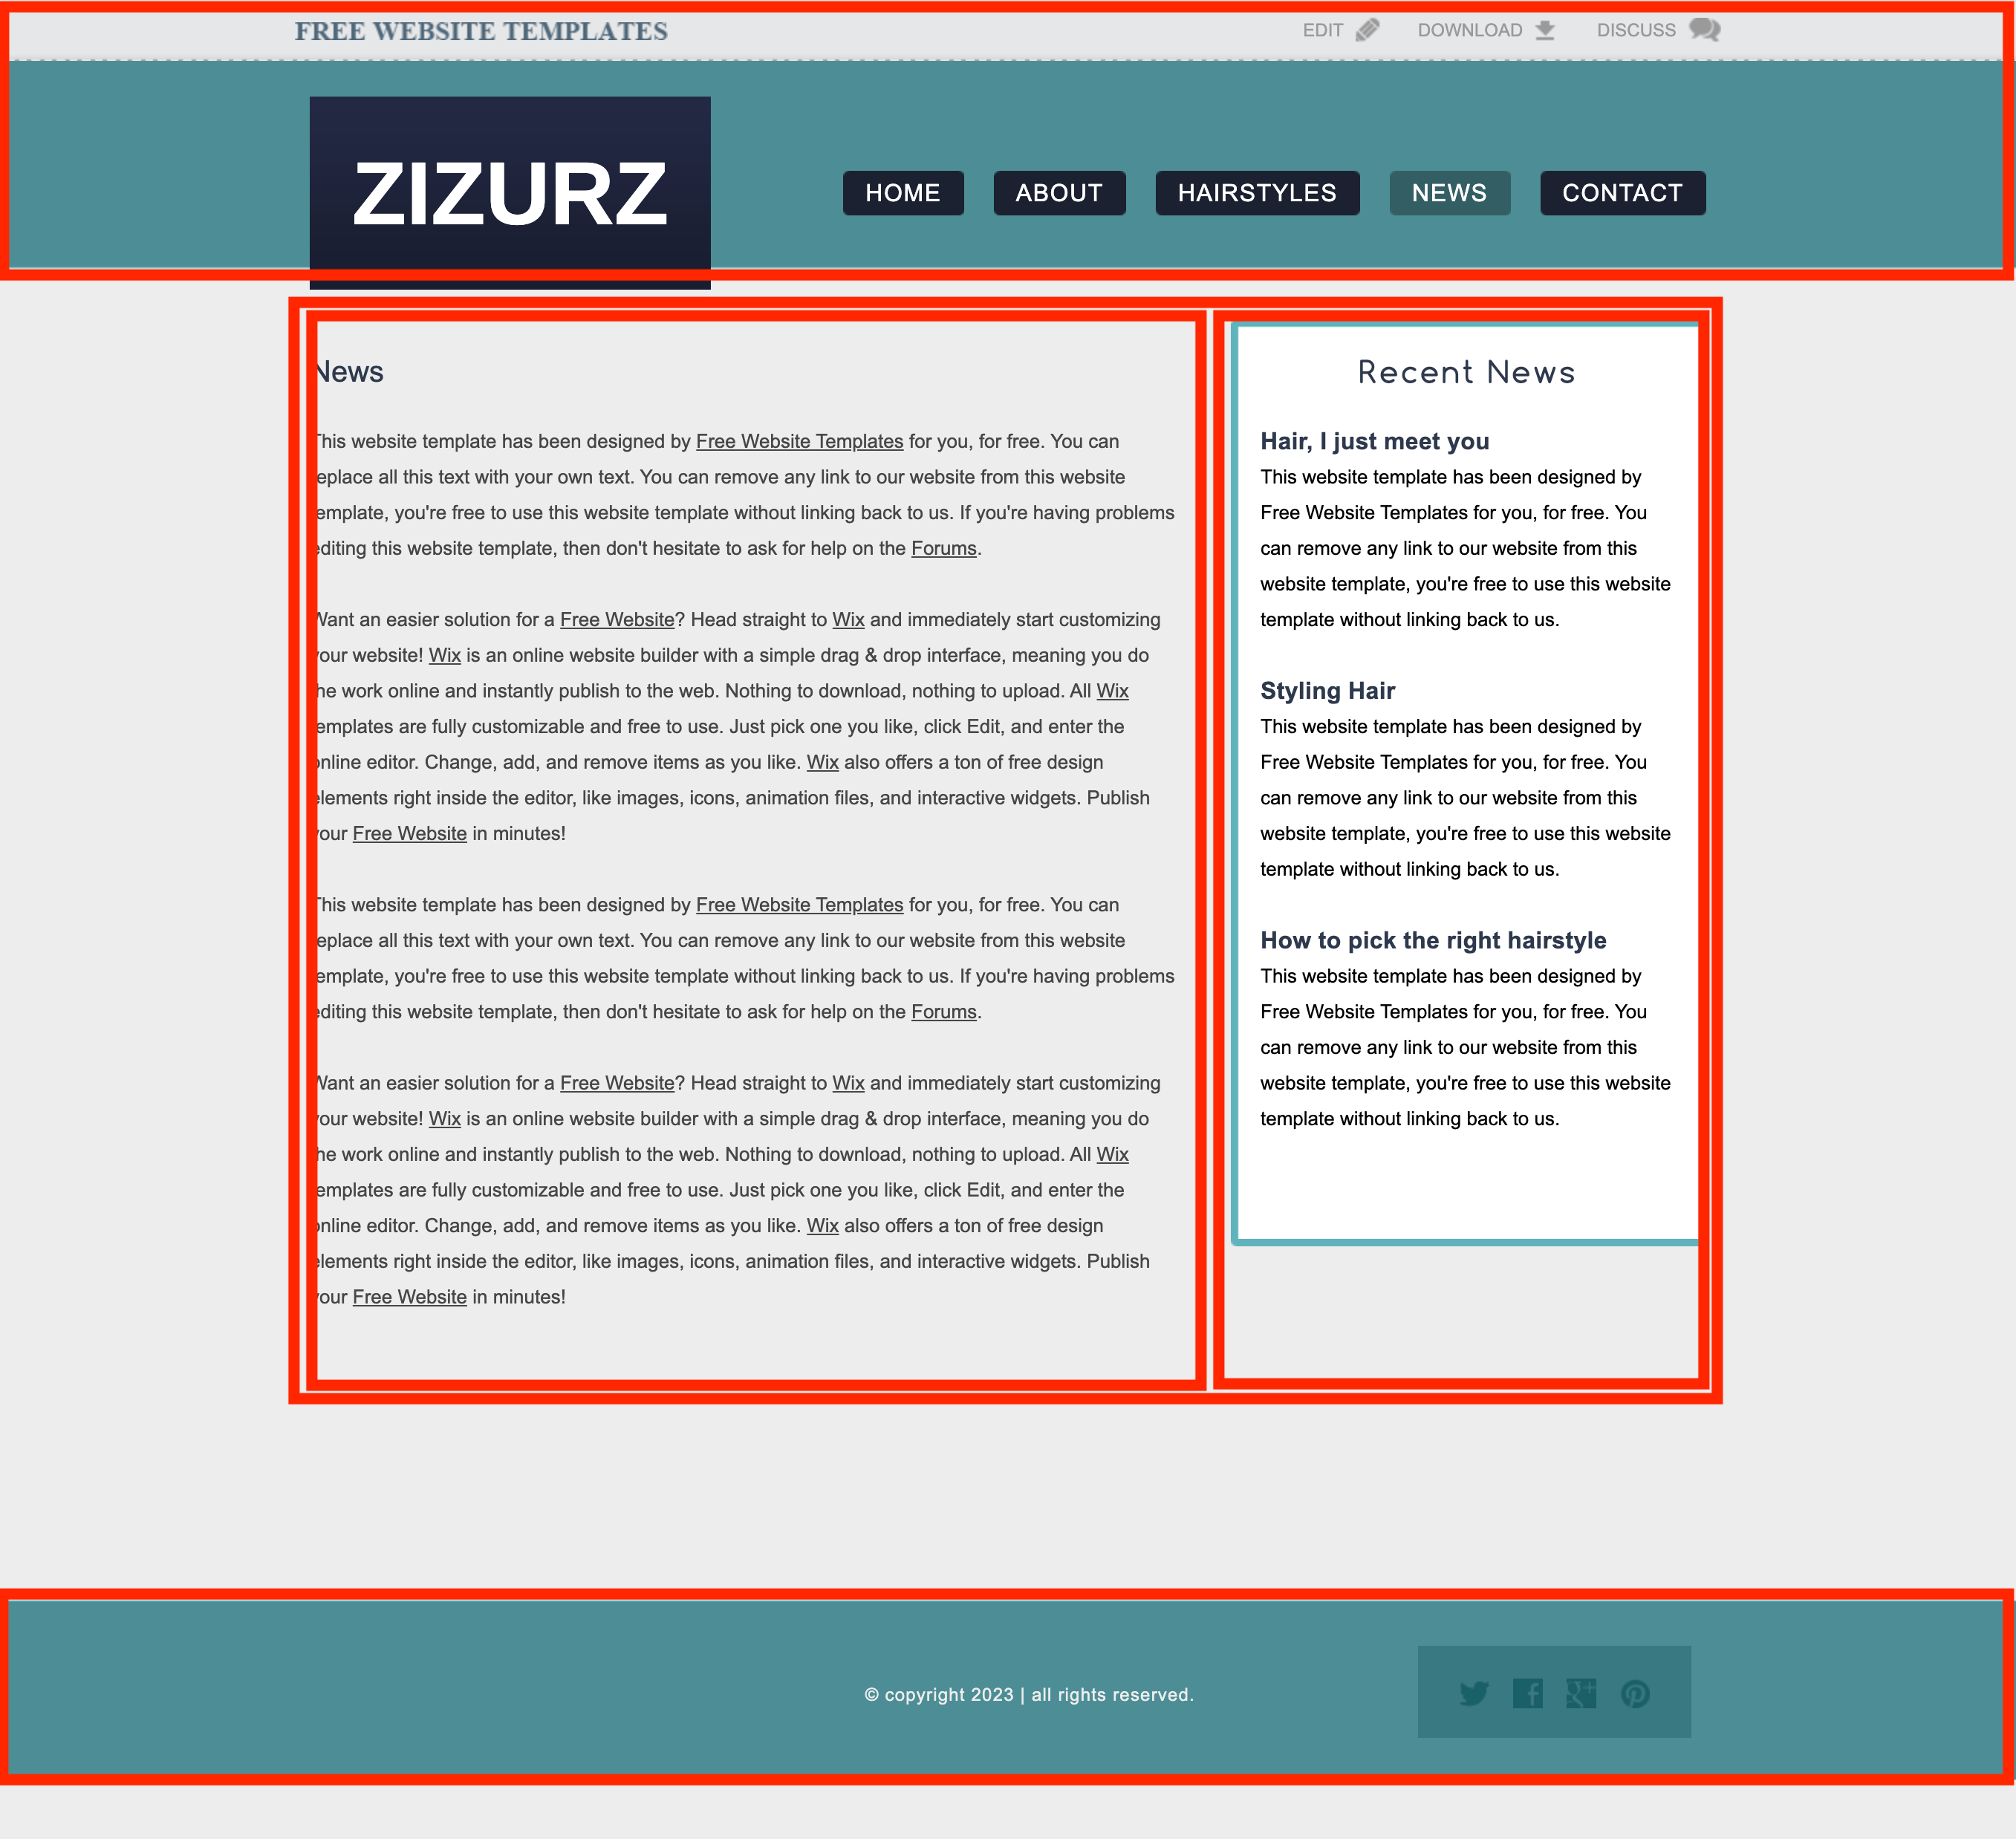 FREE WEBSITE TEMPLATES
EDIT DOWNLOAD DISCUSS
ZIZURZ
HOME ABOUT HAIRSTYLES NEWS CONTACT
News
This website template has been designed by Free Website Templates for you, for free. You can
replace all this text with your own text. You can remove any link to our website from this website
template, you're free to use this website template without linking back to us. If you're having problems
editing this website template, then don't hesitate to ask for help on the Forums.
Want an easier solution for a Free Website? Head straight to Wix and immediately start customizing
your website! Wix is an online website builder with a simple drag & drop interface, meaning you do
the work online and instantly publish to the web. Nothing to download, nothing to upload. All Wix
templates are fully customizable and free to use. Just pick one you like, click Edit, and enter the
online editor. Change, add, and remove items as you like. Wix also offers a ton of free design
elements right inside the editor, like images, icons, animation files, and interactive widgets. Publish
your Free Website in minutes!
This website template has been designed by Free Website Templates for you, for free. You can
replace all this text with your own text. You can remove any link to our website from this website
template, you're free to use this website template without linking back to us. If you're having problems
editing this website template, then don't hesitate to ask for help on the Forums.
Want an easier solution for a Free Website? Head straight to Wix and immediately start customizing
your website! Wix is an online website builder with a simple drag & drop interface, meaning you do
the work online and instantly publish to the web. Nothing to download, nothing to upload. All Wix
templates are fully customizable and free to use. Just pick one you like, click Edit, and enter the
online editor. Change, add, and remove items as you like. Wix also offers a ton of free design
elements right inside the editor, like images, icons, animation files, and interactive widgets. Publish
your Free Website in minutes!
Recent News
Hair, I just meet you
This website template has been designed by
Free Website Templates for you, for free. You
can remove any link to our website from this
website template, you're free to use this website
template without linking back to us.
Styling Hair
This website template has been designed by
Free Website Templates for you, for free. You
can remove any link to our website from this
website template, you're free to use this website
template without linking back to us.
How to pick the right hairstyle
This website template has been designed by
Free Website Templates for you, for free. You
can remove any link to our website from this
website template, you're free to use this website
template without linking back to us.
© copyright 2023 | all rights reserved.